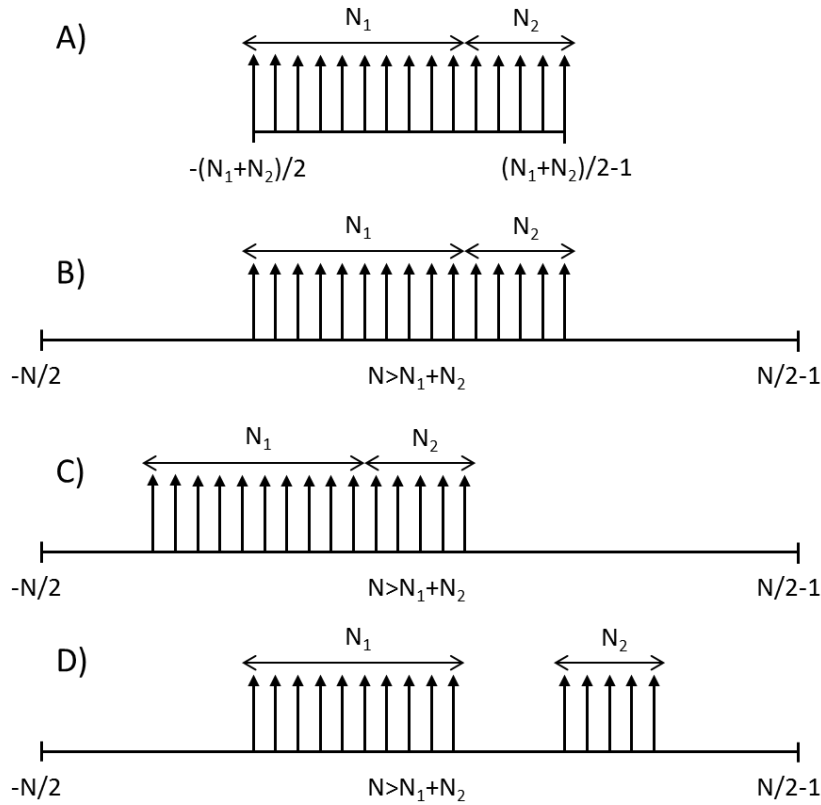 A)
N₁ N₂
-(N₁+N₂)/2 (N₁+N₂)/2-1
N₁ N₂
B)
-N/2 N>N₁+N₂ N/2-1
N₁ N₂
C)
-N/2 N>N₁+N₂ N/2-1
N₁ N₂
D)
-N/2 N>N₁+N₂ N/2-1